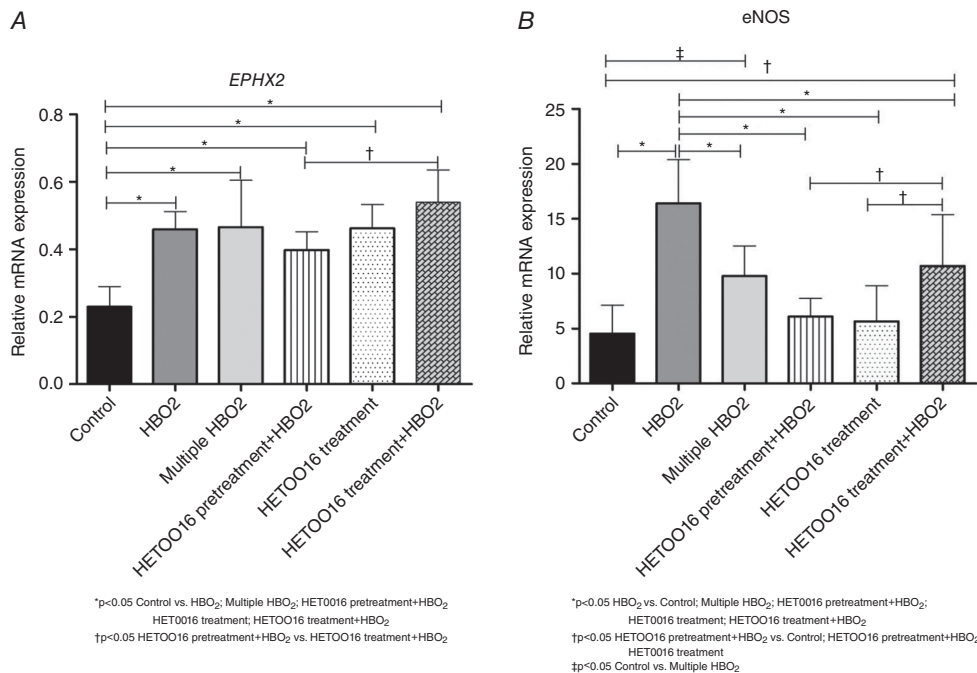 A
EPHX2
Relative mRNA expression
0.8
0.6
0.4
0.2
0.0
*
*
*
†
*
*
Control
HBO2
Multiple HBO2
HETOO16 pretreatment+HBO2
HETOO16 treatment
HETOO16 treatment+HBO2
*p<0.05 Control vs. HBO2; Multiple HBO2; HET0016 pretreatment+HBO2
HET0016 treatment; HETOO16 treatment+HBO2
†p<0.05 HETOO16 pretreatment+HBO2 vs. HETOO16 treatment+HBO2
B
eNOS
Relative mRNA expression
25
20
15
10
5
0
‡
†
*
*
*
*
*
†
†
Control
HBO2
Multiple HBO2
HETOO16 pretreatment+HBO2
HETOO16 treatment
HETOO16 treatment+HBO2
*p<0.05 HBO2 vs. Control; Multiple HBO2; HET0016 pretreatment+HBO2;
HET0016 treatment; HETOO16 treatment+HBO2
†p<0.05 HETOO16 pretreatment+HBO2 vs. Control; HETOO16 pretreatment+HBO2
HET0016 treatment
‡p<0.05 Control vs. Multiple HBO2